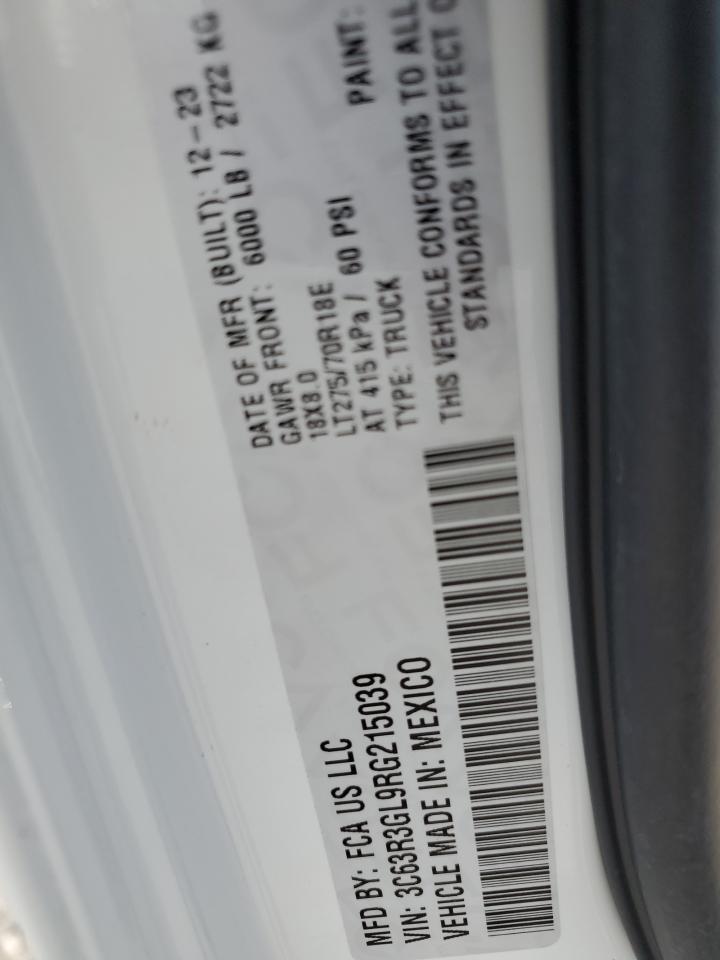 MFD BY: FCA US LLC
VIN: 3C63R3GL9RG215039
VEHICLE MADE IN: MEXICO
DATE OF MFR (BUILT): 12-23
GAWR FRONT: 6000 LB / 2722 KG
18X8.0
LT275/70R18E
AT 415 kPa / 60 PSI
TYPE: TRUCK PAINT:
THIS VEHICLE CONFORMS TO ALL
STANDARDS IN EFFECT O